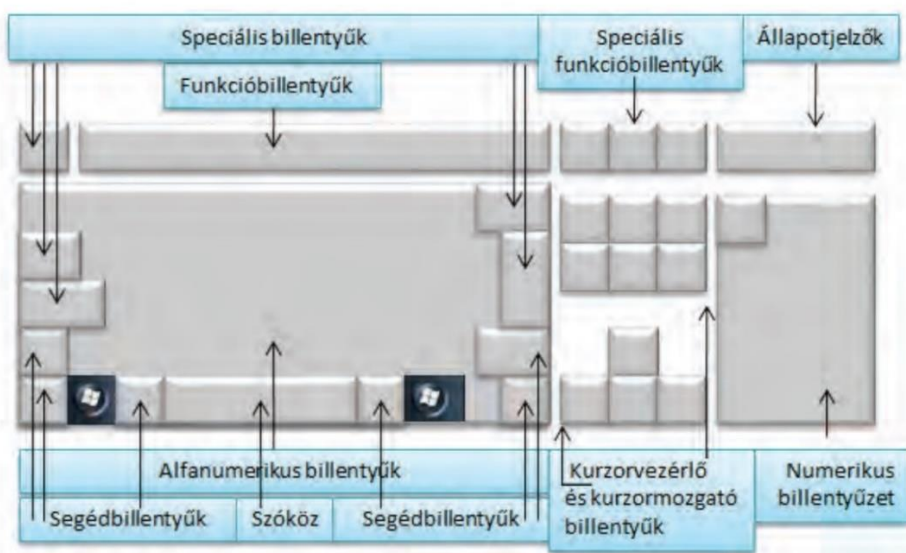 Speciális billentyűk
Speciális
funkcióbillentyűk
Állapotjelzők
Funkcióbillentyűk
Alfanumerikus billentyűk
Kurzorvezérlő
és kurzormozgató
billentyűk
Numerikus
billentyűzet
Segédbillentyűk
Szóköz
Segédbillentyűk